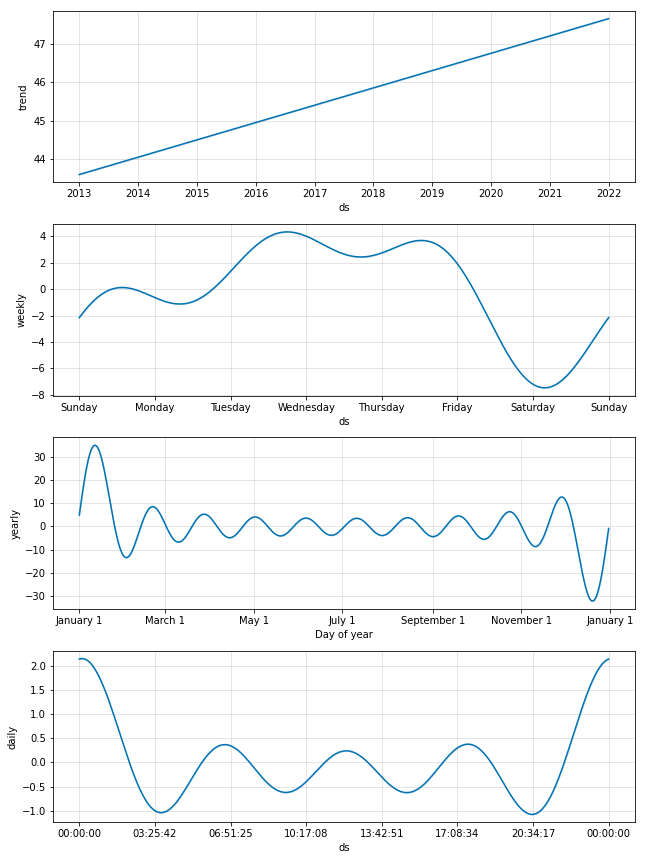 47
46
45
44
trend
2013 2014 2015 2016 2017 2018 2019 2020 2021 2022
ds
4
2
0
−2
−4
−6
−8
weekly
Sunday Monday Tuesday Wednesday Thursday Friday Saturday Sunday
ds
30
20
10
0
−10
−20
−30
yearly
January 1 March 1 May 1 July 1 September 1 November 1 January 1
Day of year
2.0
1.5
1.0
0.5
0.0
−0.5
−1.0
daily
00:00:00 03:25:42 06:51:25 10:17:08 13:42:51 17:08:34 20:34:17 00:00:00
ds